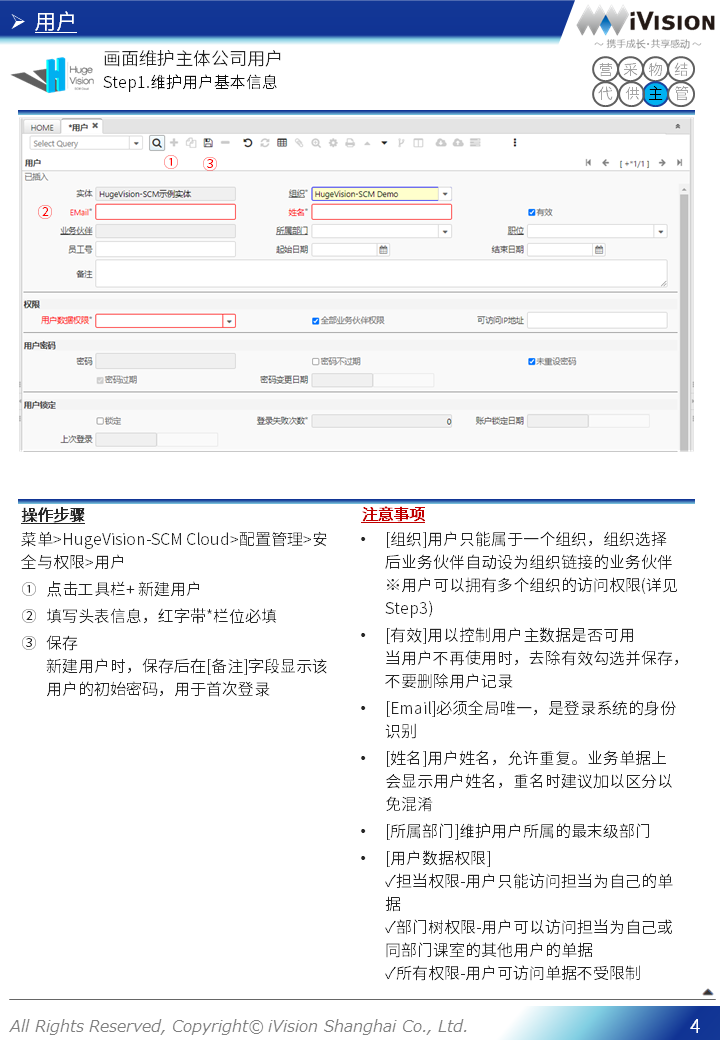 ➢ 用户
iVision
～ 携手成长·共享感动 ～
Huge Vision
SCM Cloud
画面维护主体公司用户
Step1.维护用户基本信息
营 采 物 结
代 供 主 管
HOME *用户 ×
Select Query
① ③
用户 [ +*1/1 ]
已插入
实体 HugeVision-SCM示例实体 组织* HugeVision-SCM Demo
② EMail* 姓名* 有效
业务伙伴 所属部门 职位
员工号 起始日期 结束日期
备注
权限
用户数据权限* 全部业务伙伴权限 可访问IP地址
用户密码
密码 密码不过期 未重设密码
密码过期 密码变更日期
用户锁定
锁定 登录失败次数* 0 账户锁定日期
上次登录
操作步骤
菜单>HugeVision-SCM Cloud>配置管理>安
全与权限>用户
① 点击工具栏+ 新建用户
② 填写头表信息，红字带*栏位必填
③ 保存
新建用户时，保存后在[备注]字段显示该
用户的初始密码，用于首次登录
注意事项
• [组织]用户只能属于一个组织，组织选择
后业务伙伴自动设为组织链接的业务伙伴
※用户可以拥有多个组织的访问权限(详见
Step3)
• [有效]用以控制用户主数据是否可用
当用户不再使用时，去除有效勾选并保存，
不要删除用户记录
• [Email]必须全局唯一，是登录系统的身份
识别
• [姓名]用户姓名，允许重复。业务单据上
会显示用户姓名，重名时建议加以区分以
免混淆
• [所属部门]维护用户所属的最末级部门
• [用户数据权限]
✓担当权限-用户只能访问担当为自己的单
据
✓部门树权限-用户可以访问担当为自己或
同部门课室的其他用户的单据
✓所有权限-用户可访问单据不受限制
All Rights Reserved, Copyright© iVision Shanghai Co., Ltd.
4